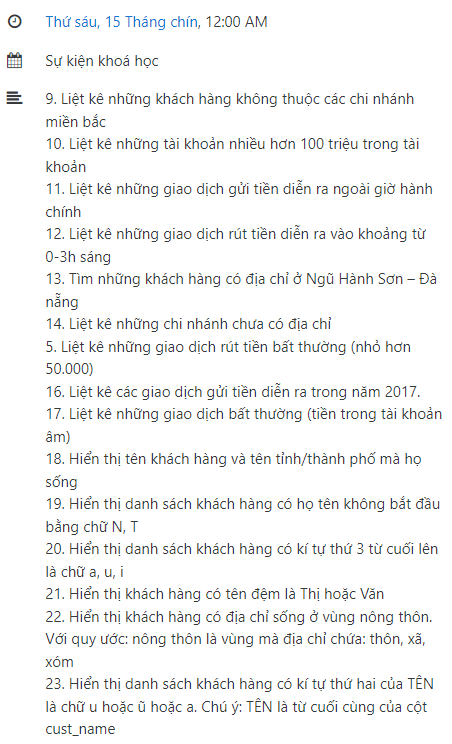 Thứ sáu, 15 Tháng chín, 12:00 AM
Sự kiện khoá học
9. Liệt kê những khách hàng không thuộc các chi nhánh
miền bắc
10. Liệt kê những tài khoản nhiều hơn 100 triệu trong tài
khoản
11. Liệt kê những giao dịch gửi tiền diễn ra ngoài giờ hành
chính
12. Liệt kê những giao dịch rút tiền diễn ra vào khoảng từ
0-3h sáng
13. Tìm những khách hàng có địa chỉ ở Ngũ Hành Sơn – Đà
nẵng
14. Liệt kê những chi nhánh chưa có địa chỉ
5. Liệt kê những giao dịch rút tiền bất thường (nhỏ hơn
50.000)
16. Liệt kê các giao dịch gửi tiền diễn ra trong năm 2017.
17. Liệt kê những giao dịch bất thường (tiền trong tài khoản
âm)
18. Hiển thị tên khách hàng và tên tỉnh/thành phố mà họ
sống
19. Hiển thị danh sách khách hàng có họ tên không bắt đầu
bằng chữ N, T
20. Hiển thị danh sách khách hàng có kí tự thứ 3 từ cuối lên
là chữ a, u, i
21. Hiển thị khách hàng có tên đệm là Thị hoặc Văn
22. Hiển thị khách hàng có địa chỉ sống ở vùng nông thôn.
Với quy ước: nông thôn là vùng mà địa chỉ chứa: thôn, xã,
xóm
23. Hiển thị danh sách khách hàng có kí tự thứ hai của TÊN
là chữ u hoặc ũ hoặc a. Chú ý: TÊN là từ cuối cùng của cột
cust_name